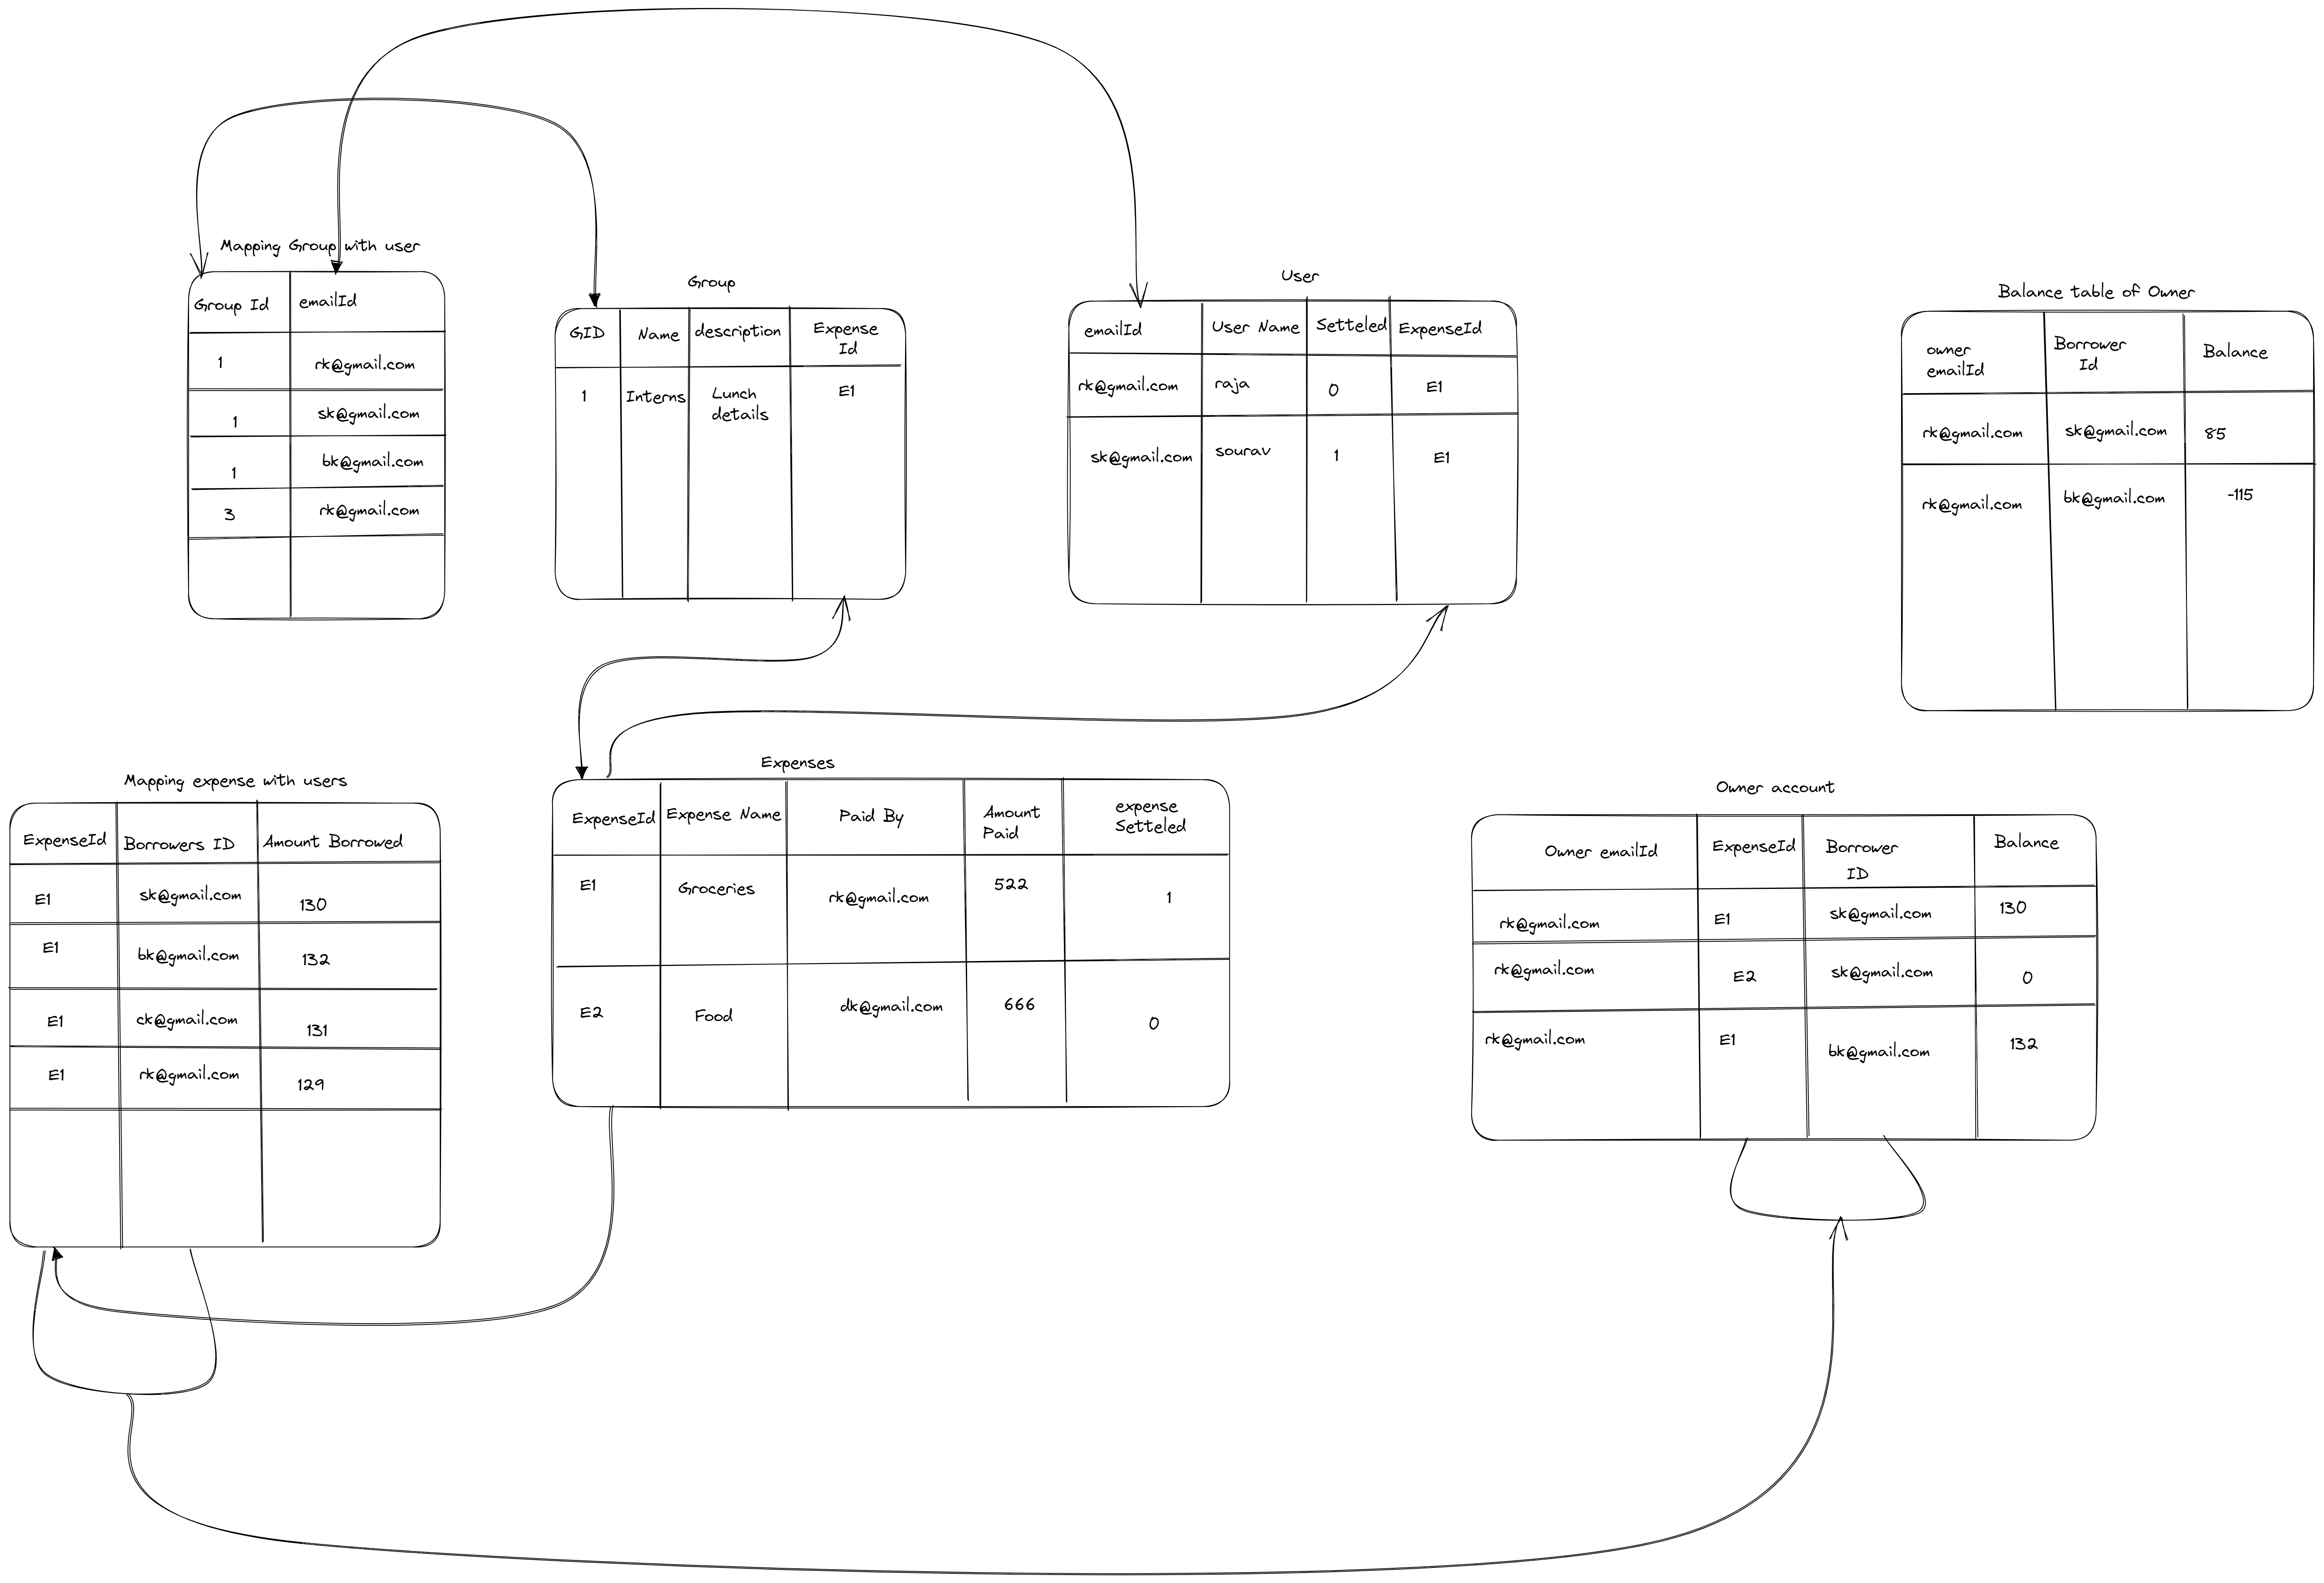 Mapping Group with user
Group Id emailId
1 rk@gmail.com
1 sk@gmail.com
1 bk@gmail.com
3 rk@gmail.com
Group
GID Name description Expense
Id
1 Interns Lunch
details
E1
User
emailId User Name Setteled ExpenseId
rk@gmail.com raja 0 E1
sk@gmail.com sourav 1 E1
Balance table of Owner
owner
emailId
Borrower
Id
Balance
rk@gmail.com sk@gmail.com 85
rk@gmail.com bk@gmail.com -115
Mapping expense with users
ExpenseId Borrowers ID Amount Borrowed
E1 sk@gmail.com 130
E1 bk@gmail.com 132
E1 ck@gmail.com 131
E1 rk@gmail.com 129
Expenses
ExpenseId Expense Name Paid By Amount
Paid
expense
Setteled
E1 Groceries rk@gmail.com 522 1
E2 Food dk@gmail.com 666 0
Owner account
Owner emailId ExpenseId Borrower
ID
Balance
rk@gmail.com E1 sk@gmail.com 130
rk@gmail.com E2 sk@gmail.com 0
rk@gmail.com E1 bk@gmail.com 132